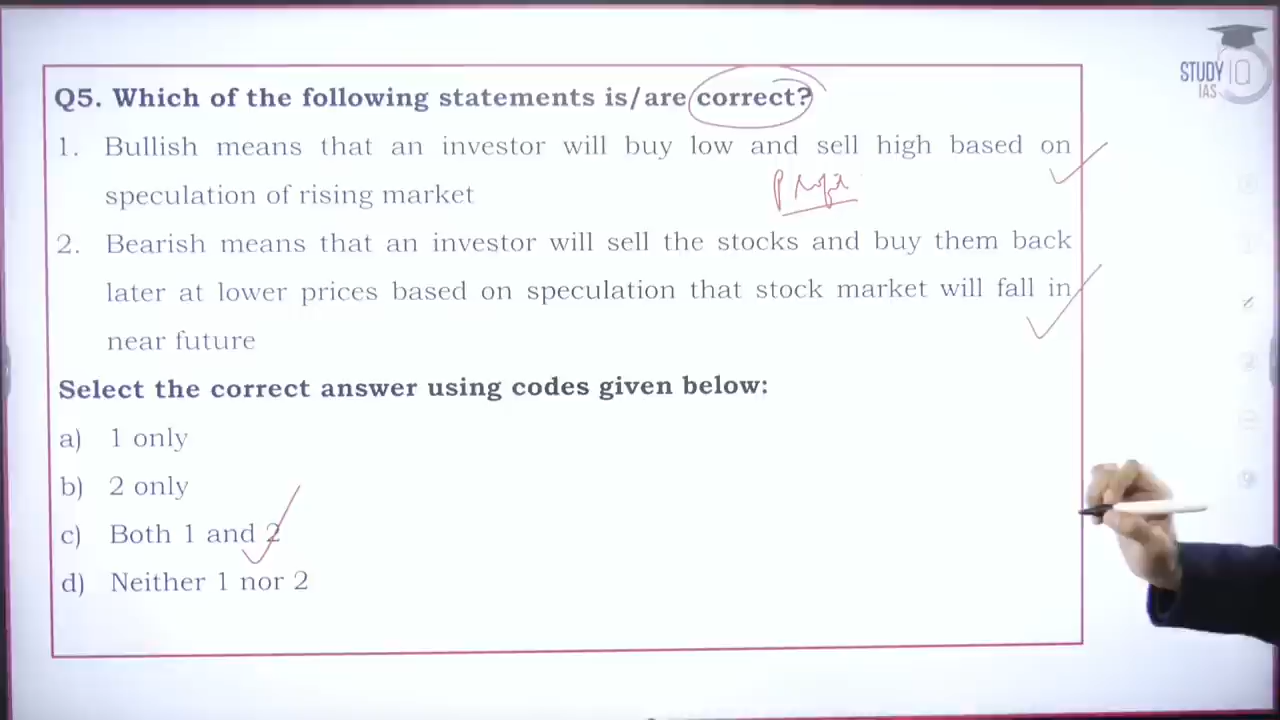 STUDY IQ
IAS
Q5. Which of the following statements is/are correct?
1. Bullish means that an investor will buy low and sell high based on
speculation of rising market
2. Bearish means that an investor will sell the stocks and buy them back
later at lower prices based on speculation that stock market will fall in
near future
Select the correct answer using codes given below:
a) 1 only
b) 2 only
c) Both 1 and 2
d) Neither 1 nor 2